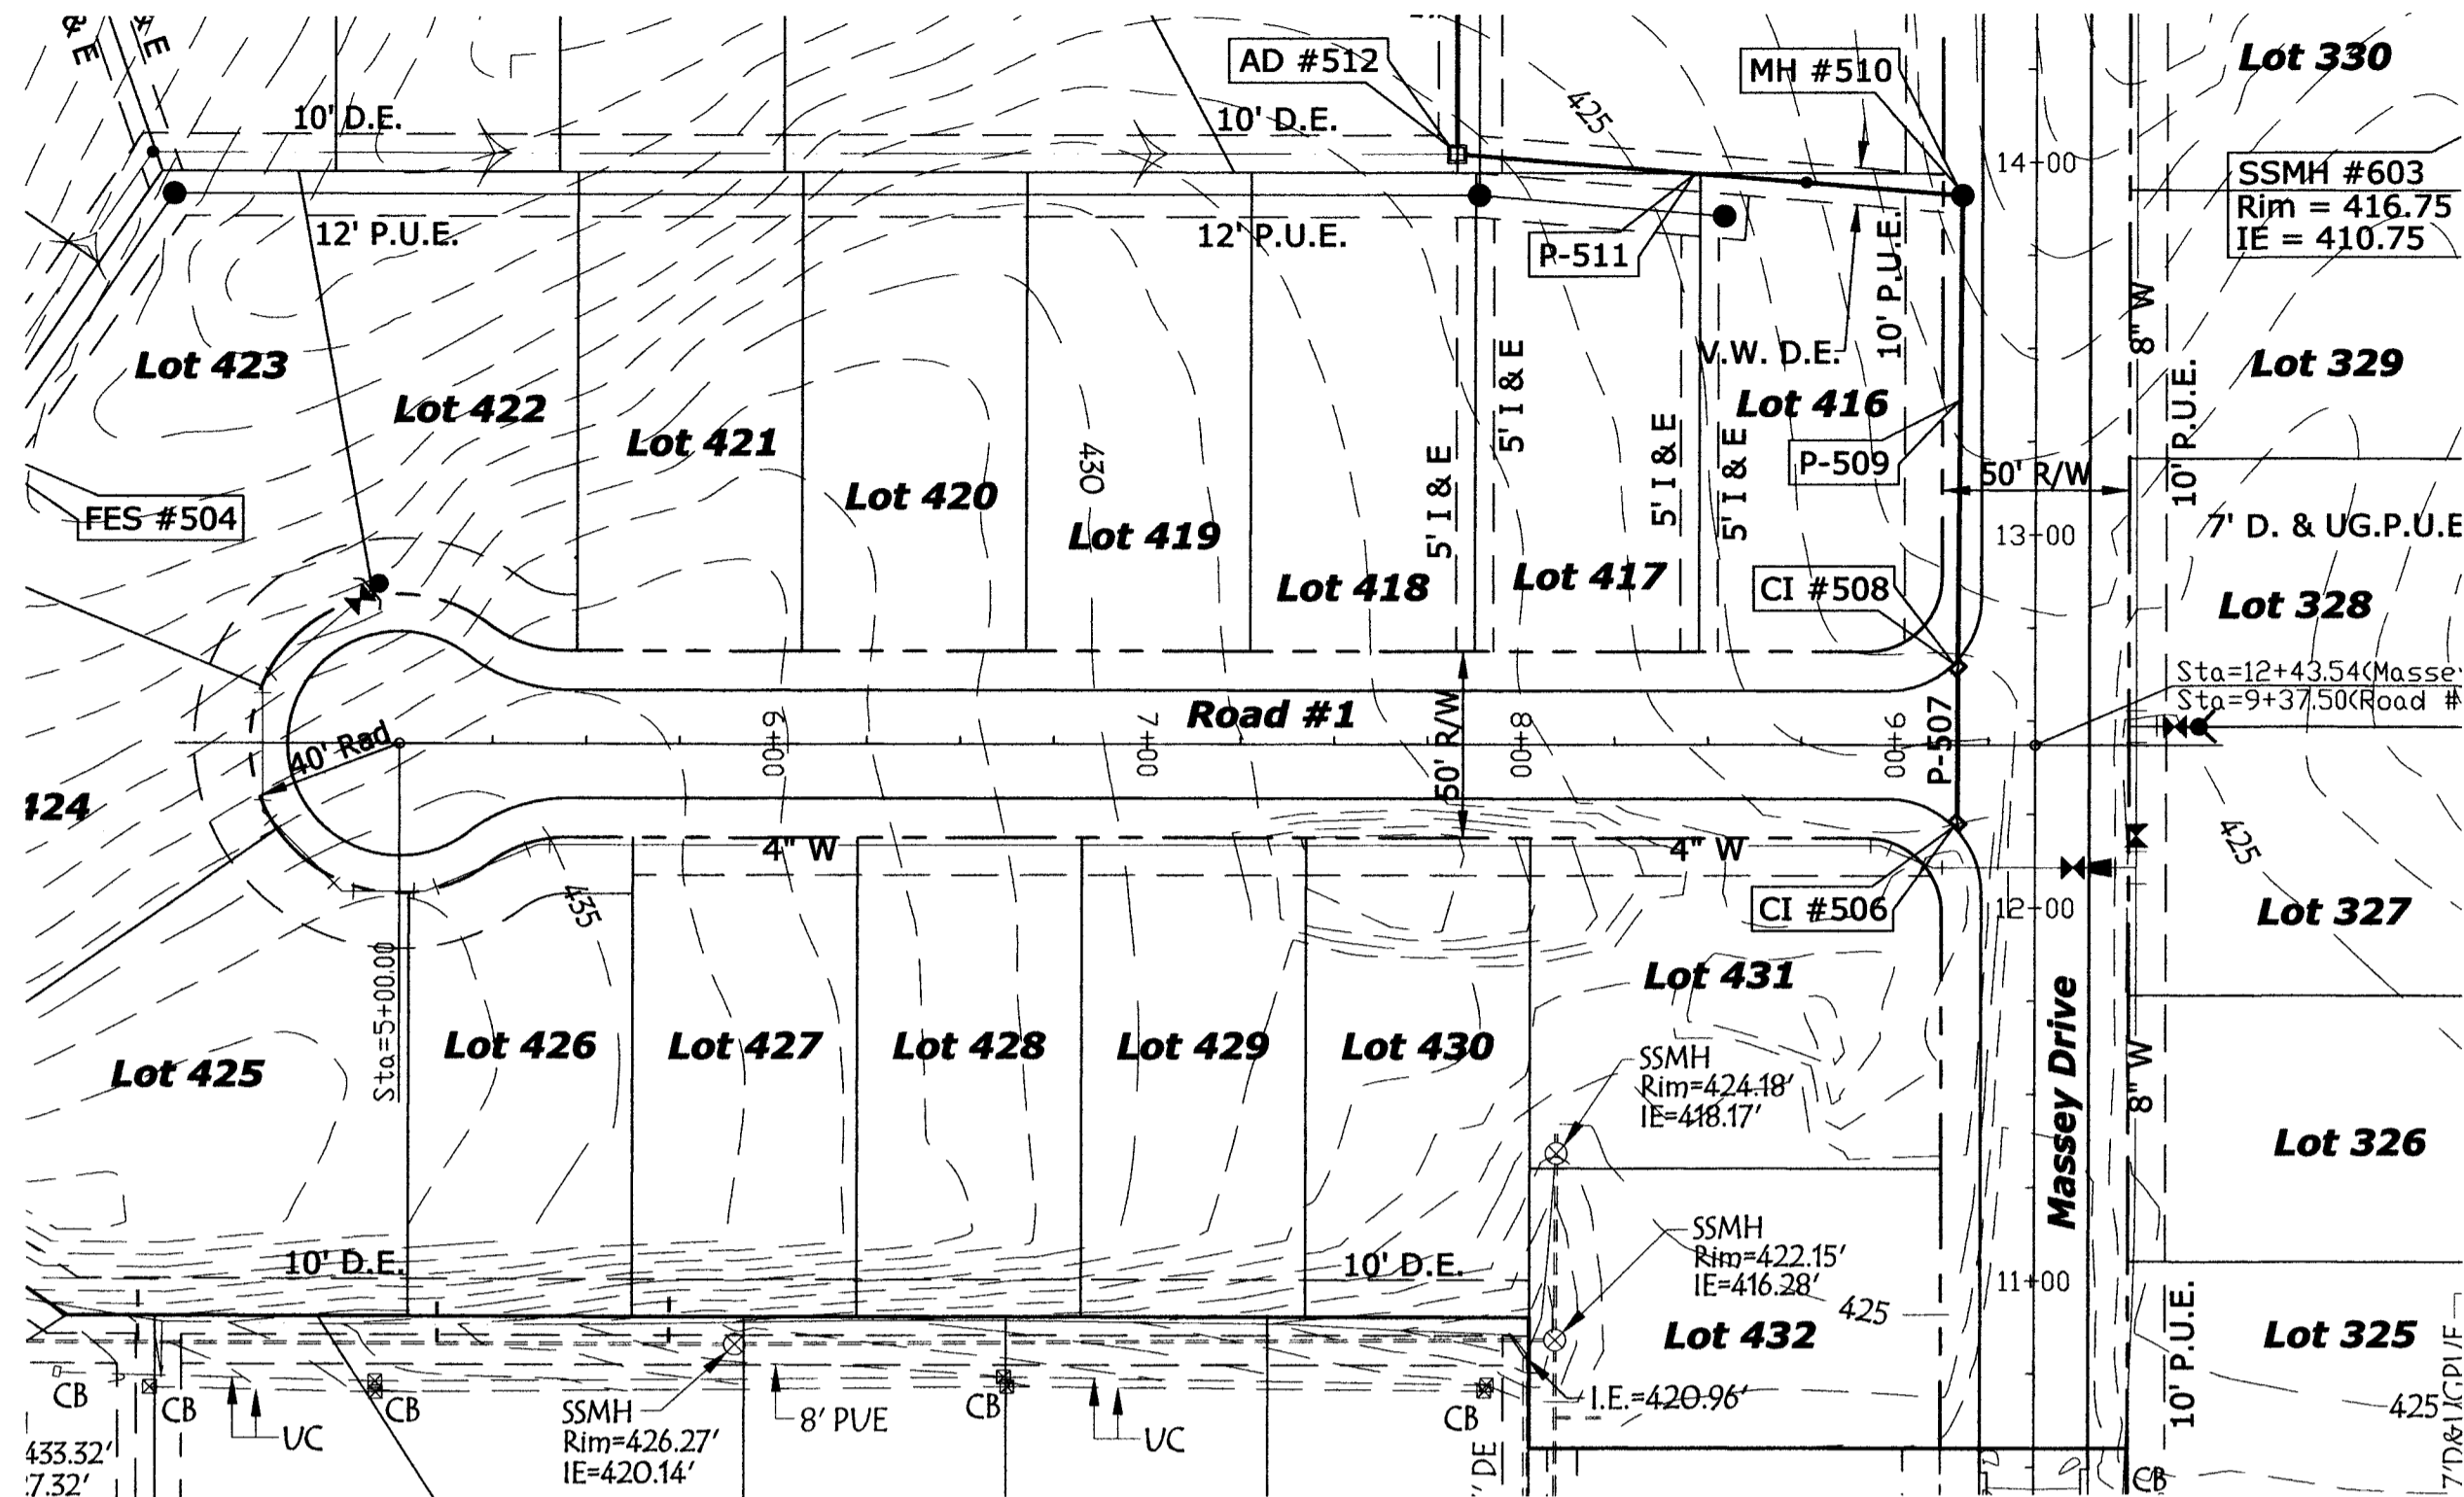 & E
& E
AD #512
MH #510
Lot 330
10' D.E.
10' D.E.
425
14+00
SSMH #603
Rim = 416.75
IE = 410.75
12' P.U.E.
12' P.U.E.
P-511
10' P.U.E.
8" W
V.W. D.E.
5' I & E
5' I & E
5' I & E
5' I & E
Lot 423
Lot 422
Lot 421
Lot 420
430
Lot 419
Lot 418
Lot 417
Lot 416
P-509
50' R/W
10' P.U.E.
Lot 329
FES #504
13+00
7' D. & UG.P.U.E
CI #508
Lot 328
Sta=12+43.54(Masse
Sta=9+37.50(Road #
Road #1
50' R/W
P-507
40' Rad.
6+00
7+00
8+00
9+00
424
4" W
4" W
425
435
CI #506
12+00
Lot 327
Sta=5+00.00
Lot 431
Massey Drive
Lot 425
Lot 426
Lot 427
Lot 428
Lot 429
Lot 430
SSMH
Rim=424.18'
IE=418.17'
8" W
Lot 326
10' D.E.
10' D.E.
SSMH
Rim=422.15'
IE=416.28'
425
11+00
Lot 432
10' P.U.E.
Lot 325
I.E.=420.96'
425
7'D&UGPUE
CB
CB
CB
CB
CB
CB
UC
UC
SSMH
Rim=426.27'
IE=420.14'
8' PUE
433.32'
7.32'
' DE